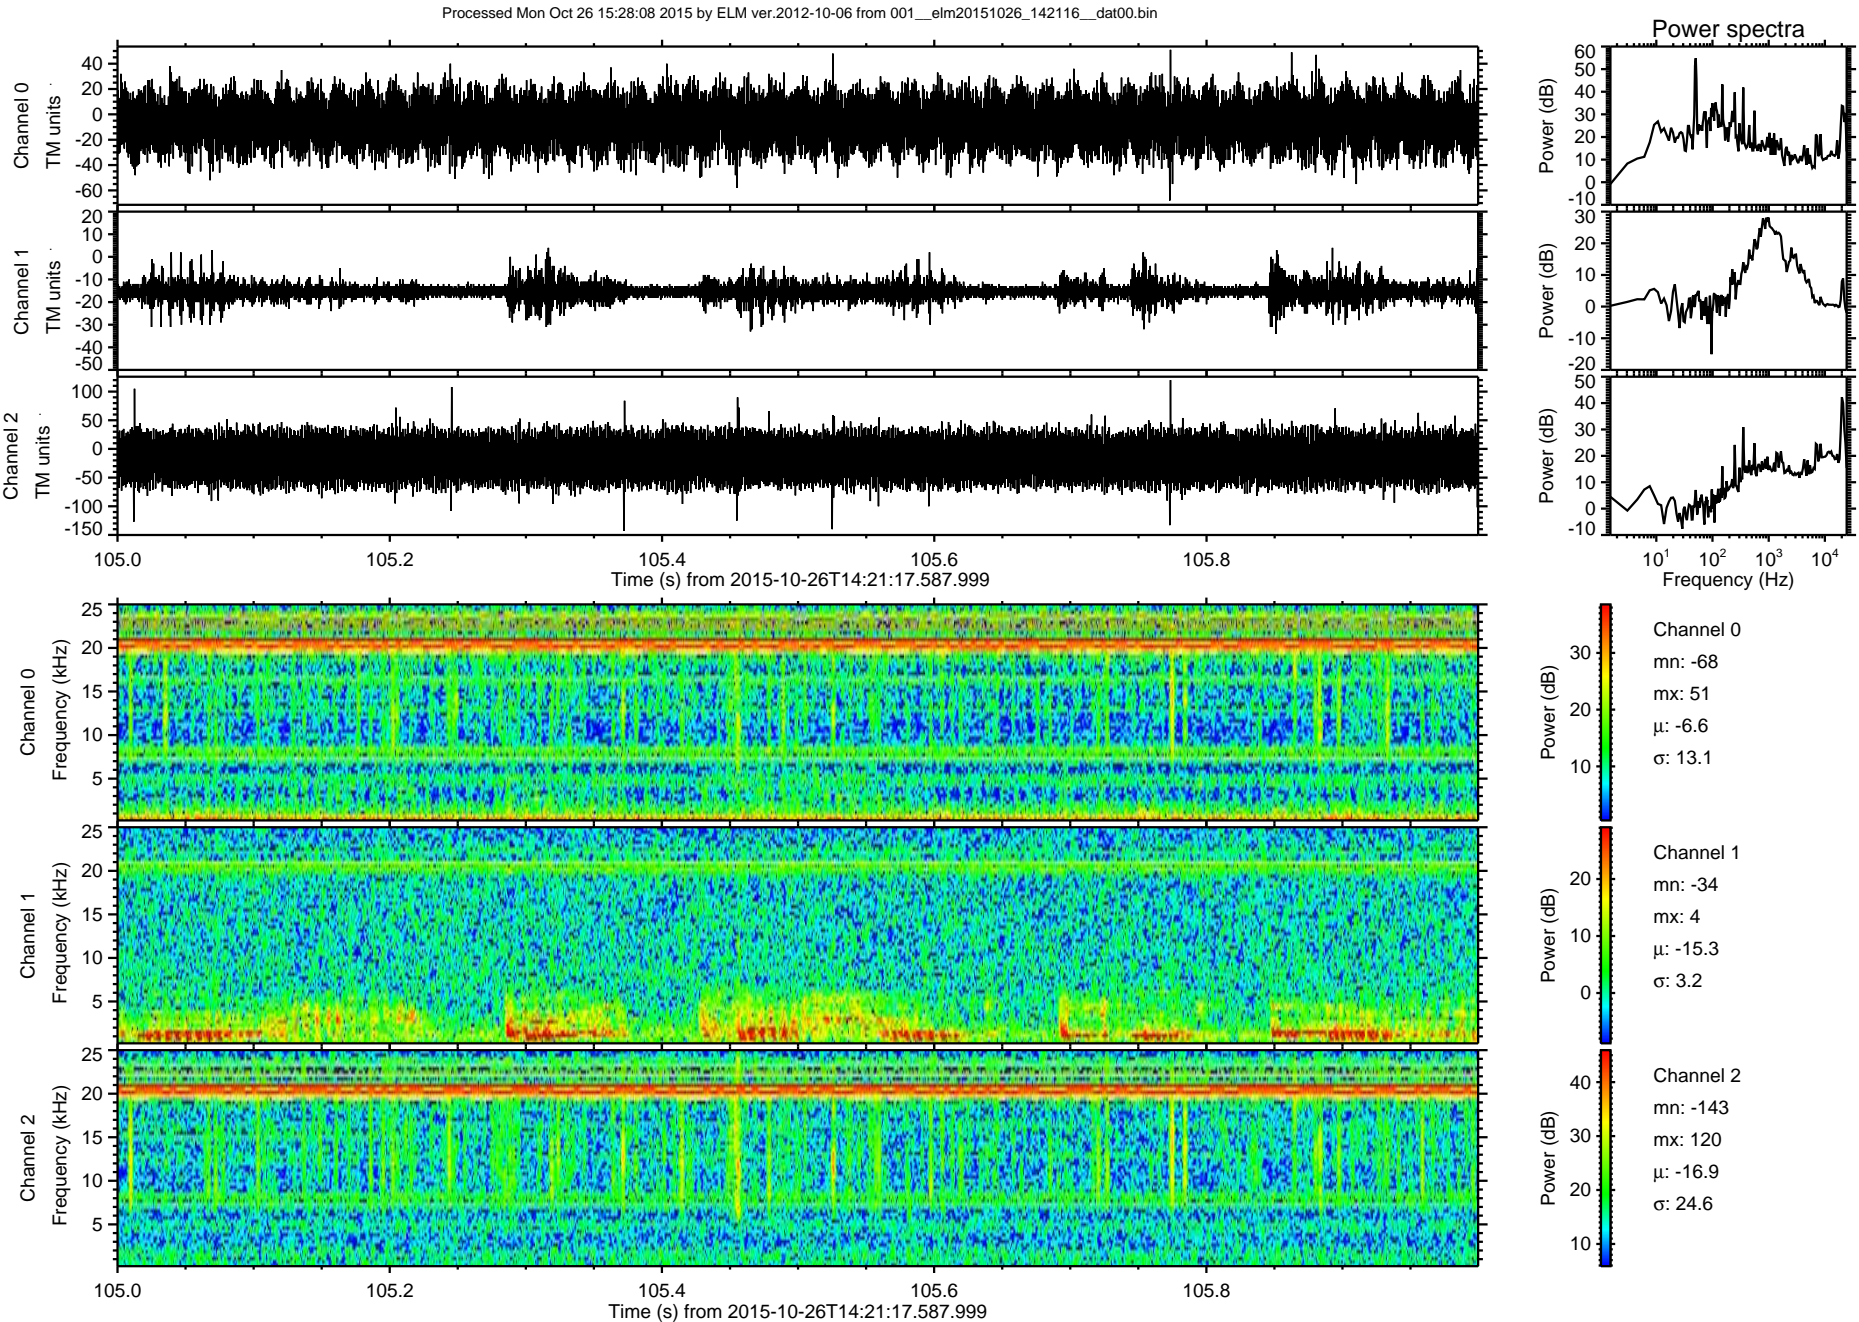 Processed Mon Oct 26 15:28:08 2015 by ELM ver.2012-10-06 from 001__elm20151026_142116__dat00.bin
Power spectra
Channel 0
TM units
40
20
0
-20
-40
-60
Power (dB)
60
50
40
30
20
10
0
-10
Channel 1
TM units
20
10
0
-10
-20
-30
-40
-50
Power (dB)
30
20
10
0
-10
-20
Channel 2
TM units
100
50
0
-50
-100
-150
Power (dB)
50
40
30
20
10
0
-10
105.0 105.2 105.4 105.6 105.8
Time (s) from 2015-10-26T14:21:17.587.999
10¹ 10² 10³ 10⁴
Frequency (Hz)
Channel 0
Frequency (kHz)
25
20
15
10
5
Power (dB)
30
20
10
Channel 0
mn: -68
mx: 51
μ: -6.6
σ: 13.1
Channel 1
Frequency (kHz)
25
20
15
10
5
Power (dB)
20
10
0
Channel 1
mn: -34
mx: 4
μ: -15.3
σ: 3.2
Channel 2
Frequency (kHz)
25
20
15
10
5
Power (dB)
40
30
20
10
Channel 2
mn: -143
mx: 120
μ: -16.9
σ: 24.6
105.0 105.2 105.4 105.6 105.8
Time (s) from 2015-10-26T14:21:17.587.999